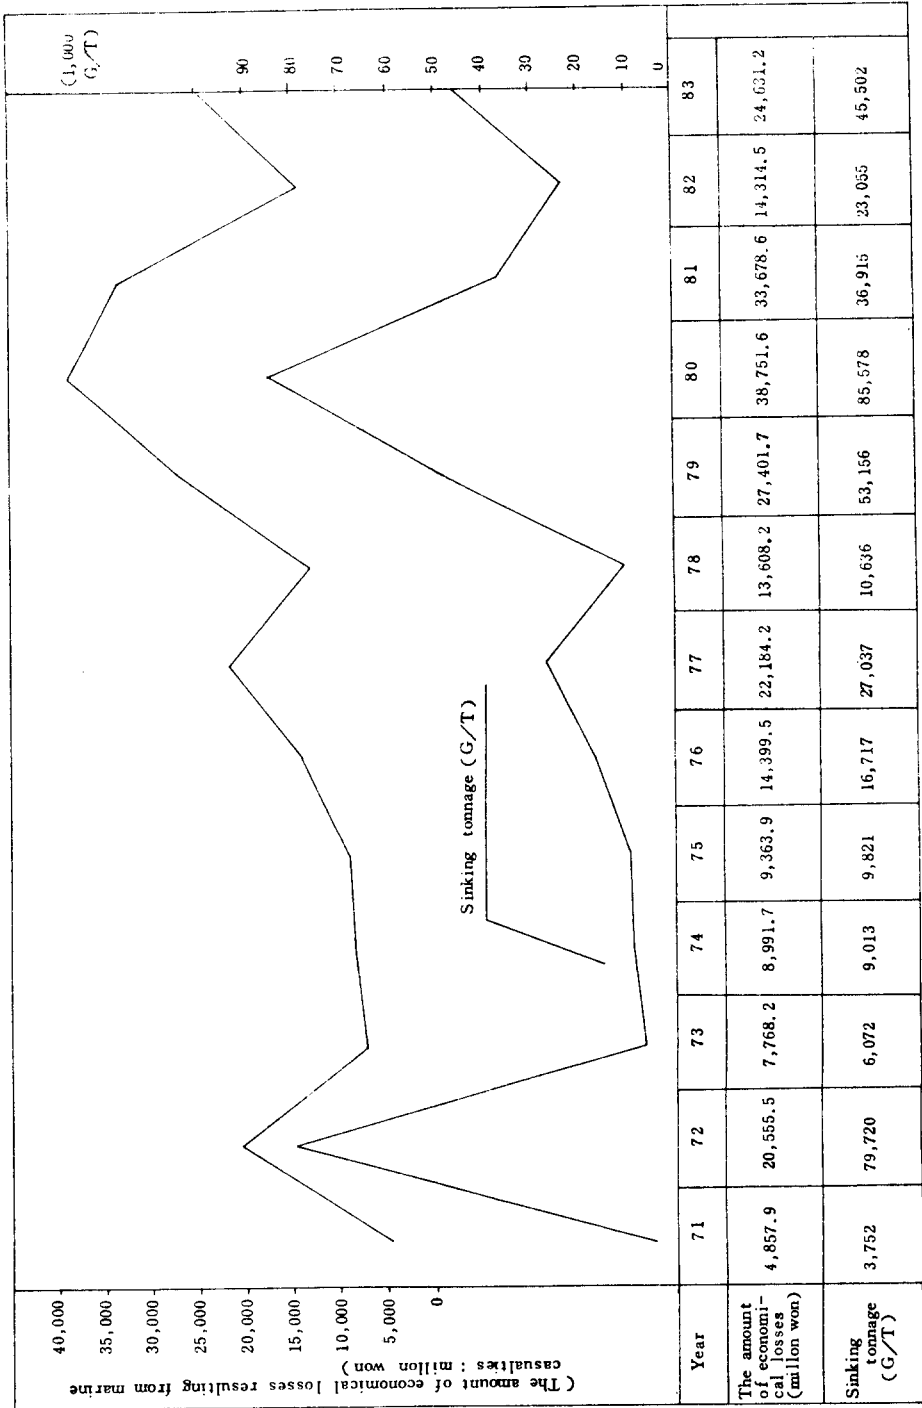 (The amount of economical losses resulting from marine
casualties : millon won)
40,000
35,000
30,000
25,000
20,000
15,000
10,000
5,000
0
Sinking tonnage (G/T)
(1,000
G/T)
90
80
70
60
50
40
30
20
10
0
Year 71 72 73 74 75 76 77 78 79 80 81 82 83
The amount
of economi-
cal losses
(millon won) 4,857.9 20,555.5 7,768.2 8,991.7 9,363.9 14,399.5 22,184.2 13,608.2 27,401.7 38,751.6 33,678.6 14,314.5 24,631.2
Sinking
tonnage
(G/T) 3,752 79,720 6,072 9,013 9,821 16,717 27,037 10,636 53,156 85,578 36,915 23,055 45,502